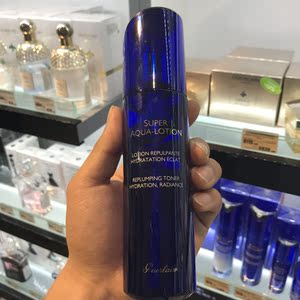 SUPER
AQUA-LOTION
LOTION REPULPANTE
HYDRATATION ÉCLAT
REPLUMPING TONER
HYDRATION, RADIANCE
Guerlain